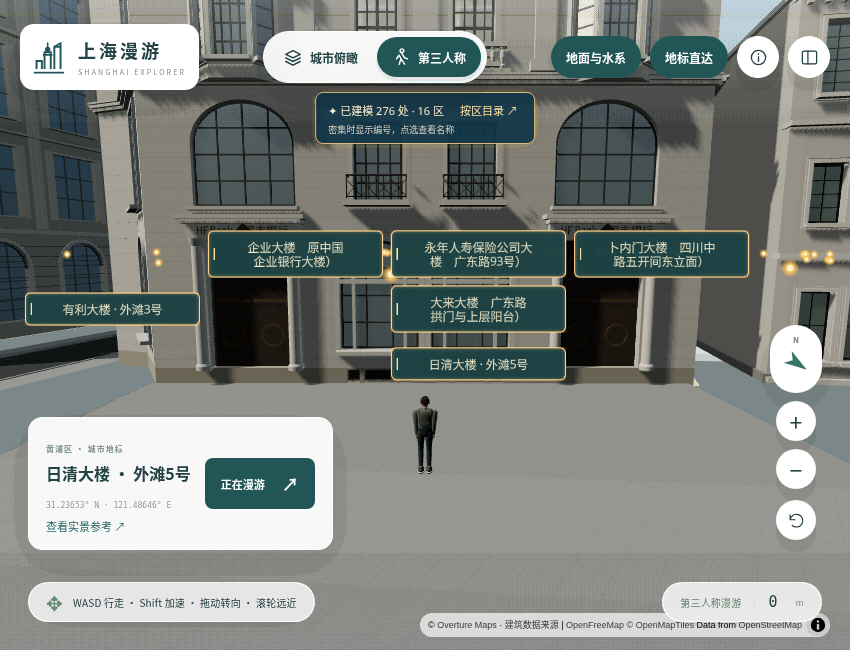 上海漫游
SHANGHAI EXPLORER
城市俯瞰
第三人称
地面与水系
地标直达
✦ 已建模 276 处 · 16 区 按区目录 ↗
密集时显示编号，点选查看名称
HF Bank
企业大楼 原中国
企业银行大楼）
永年人寿保险公司大
楼 广东路93号）
卜内门大楼 四川中
路五开间东立面）
有利大楼 · 外滩3号
大来大楼 广东路
拱门与上层阳台）
日清大楼 · 外滩5号
N
黄浦区 · 城市地标
日清大楼 · 外滩5号
正在漫游 ↗
31.23653° N · 121.48646° E
查看实景参考 ↗
WASD 行走 · Shift 加速 · 拖动转向 · 滚轮远近
第三人称漫游 0 m
© Overture Maps · 建筑数据来源 | OpenFreeMap © OpenMapTiles Data from OpenStreetMap